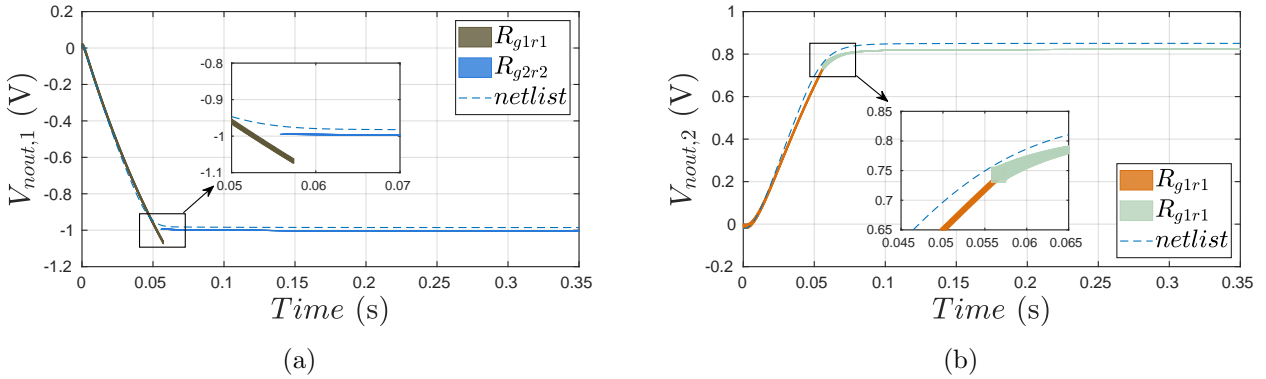 0.2
0
-0.2
-0.4
-0.6
-0.8
-1
-1.2
V_{nout,1} (V)
R_{g1r1}
R_{g2r2}
netlist
-0.8
-0.9
-1
-1.1
0.05 0.06 0.07
0 0.05 0.1 0.15 0.2 0.25 0.3 0.35
Time (s)
(a)
1
0.8
0.6
0.4
0.2
0
-0.2
V_{nout,2} (V)
0.85
0.8
0.75
0.7
0.65
0.045 0.05 0.055 0.06 0.065
R_{g1r1}
R_{g1r1}
netlist
0 0.05 0.1 0.15 0.2 0.25 0.3 0.35
Time (s)
(b)